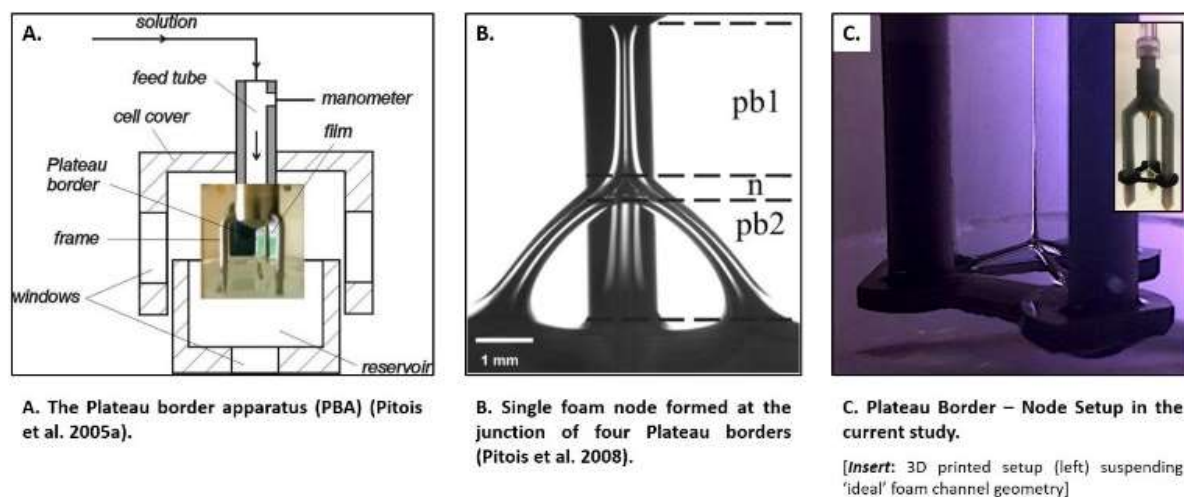 A.
solution
feed tube
manometer
cell cover
film
Plateau
border
frame
windows
reservoir
B.
pb1
n
pb2
1 mm
C.
A. The Plateau border apparatus (PBA) (Pitois
et al. 2005a).
B. Single foam node formed at the
junction of four Plateau borders
(Pitois et al. 2008).
C. Plateau Border – Node Setup in the
current study.
[Insert: 3D printed setup (left) suspending
‘ideal’ foam channel geometry]